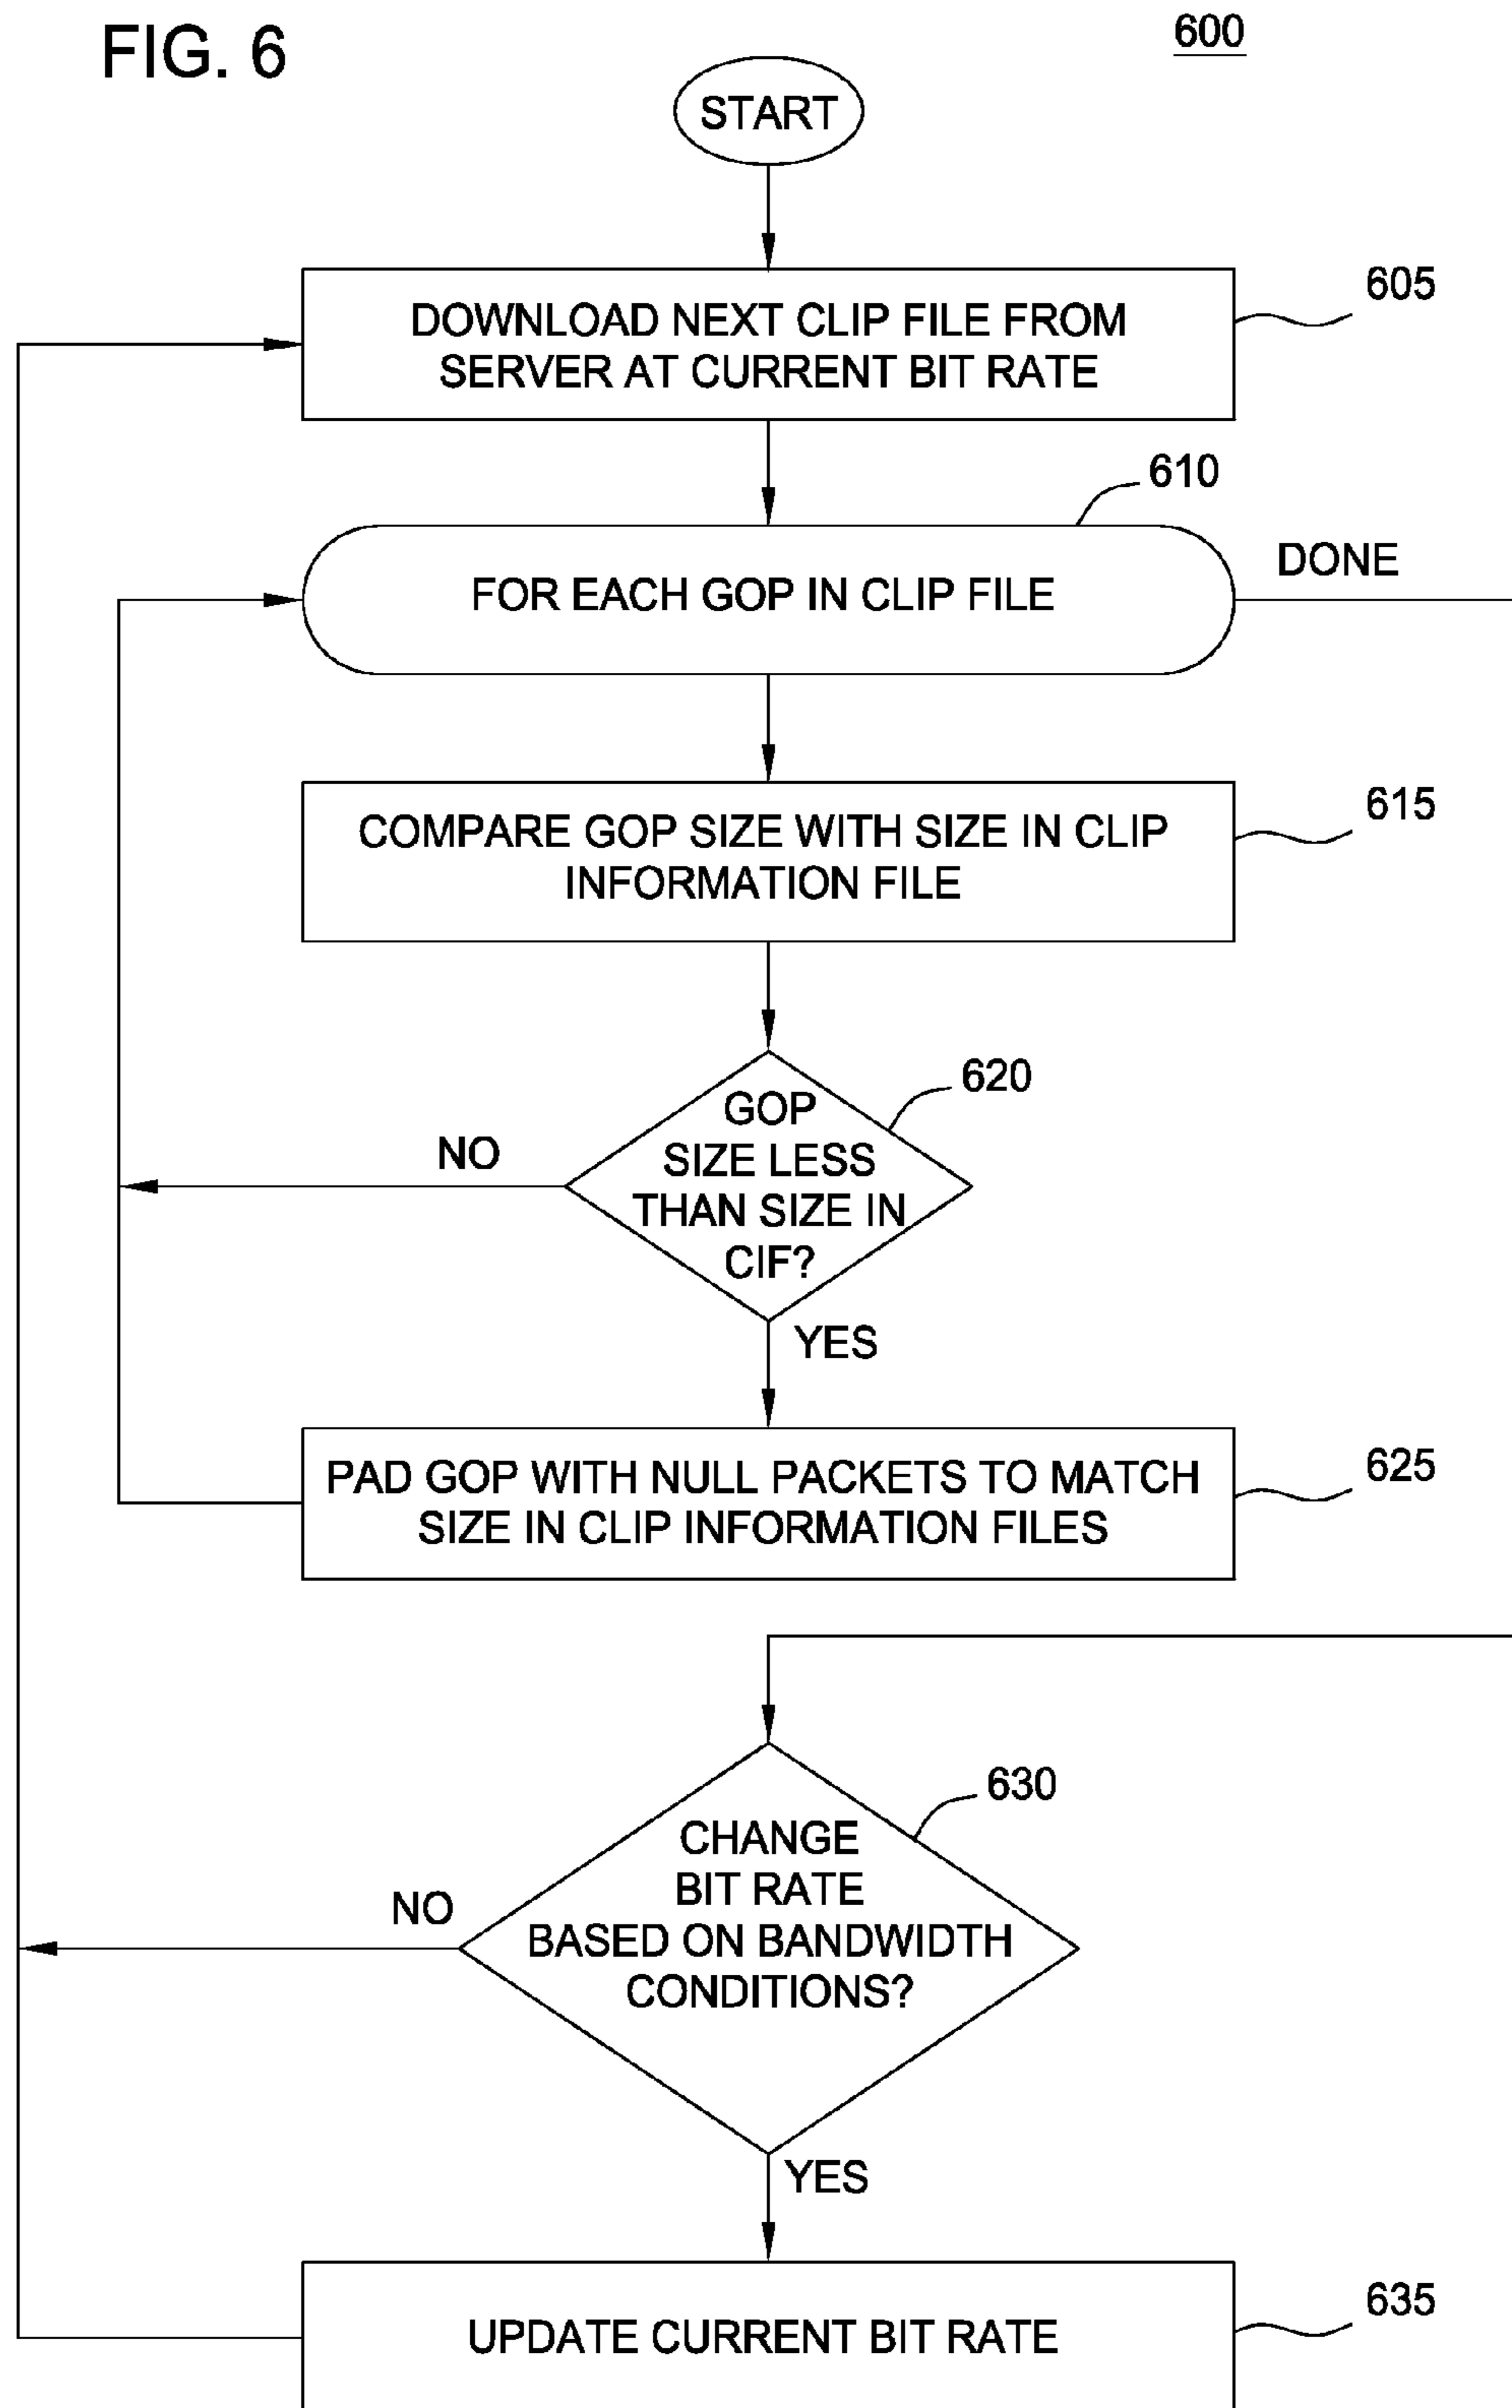 FIG. 6
600
START
DOWNLOAD NEXT CLIP FILE FROM
SERVER AT CURRENT BIT RATE
605
610
FOR EACH GOP IN CLIP FILE
DONE
COMPARE GOP SIZE WITH SIZE IN CLIP
INFORMATION FILE
615
GOP
SIZE LESS
THAN SIZE IN
CIF?
620
NO
YES
PAD GOP WITH NULL PACKETS TO MATCH
SIZE IN CLIP INFORMATION FILES
625
CHANGE
BIT RATE
BASED ON BANDWIDTH
CONDITIONS?
630
NO
YES
UPDATE CURRENT BIT RATE
635